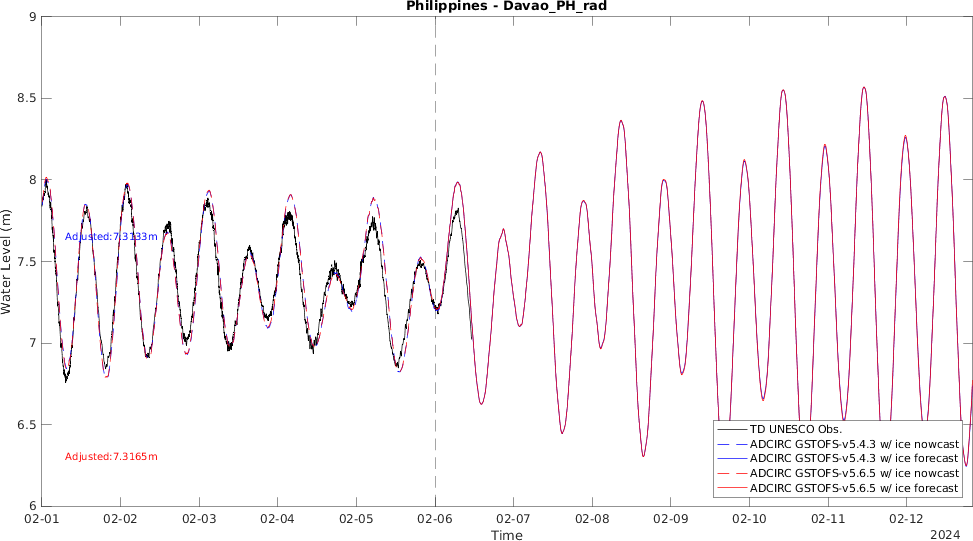 Philippines - Davao_PH_rad
9
8.5
8
7.5
7
6.5
6
Water Level (m)
Adjusted:7.3133m
Adjusted:7.3165m
TD UNESCO Obs.
ADCIRC GSTOFS-v5.4.3 w/ ice nowcast
ADCIRC GSTOFS-v5.4.3 w/ ice forecast
ADCIRC GSTOFS-v5.6.5 w/ ice nowcast
ADCIRC GSTOFS-v5.6.5 w/ ice forecast
02-01 02-02 02-03 02-04 02-05 02-06 02-07 02-08 02-09 02-10 02-11 02-12
Time
2024